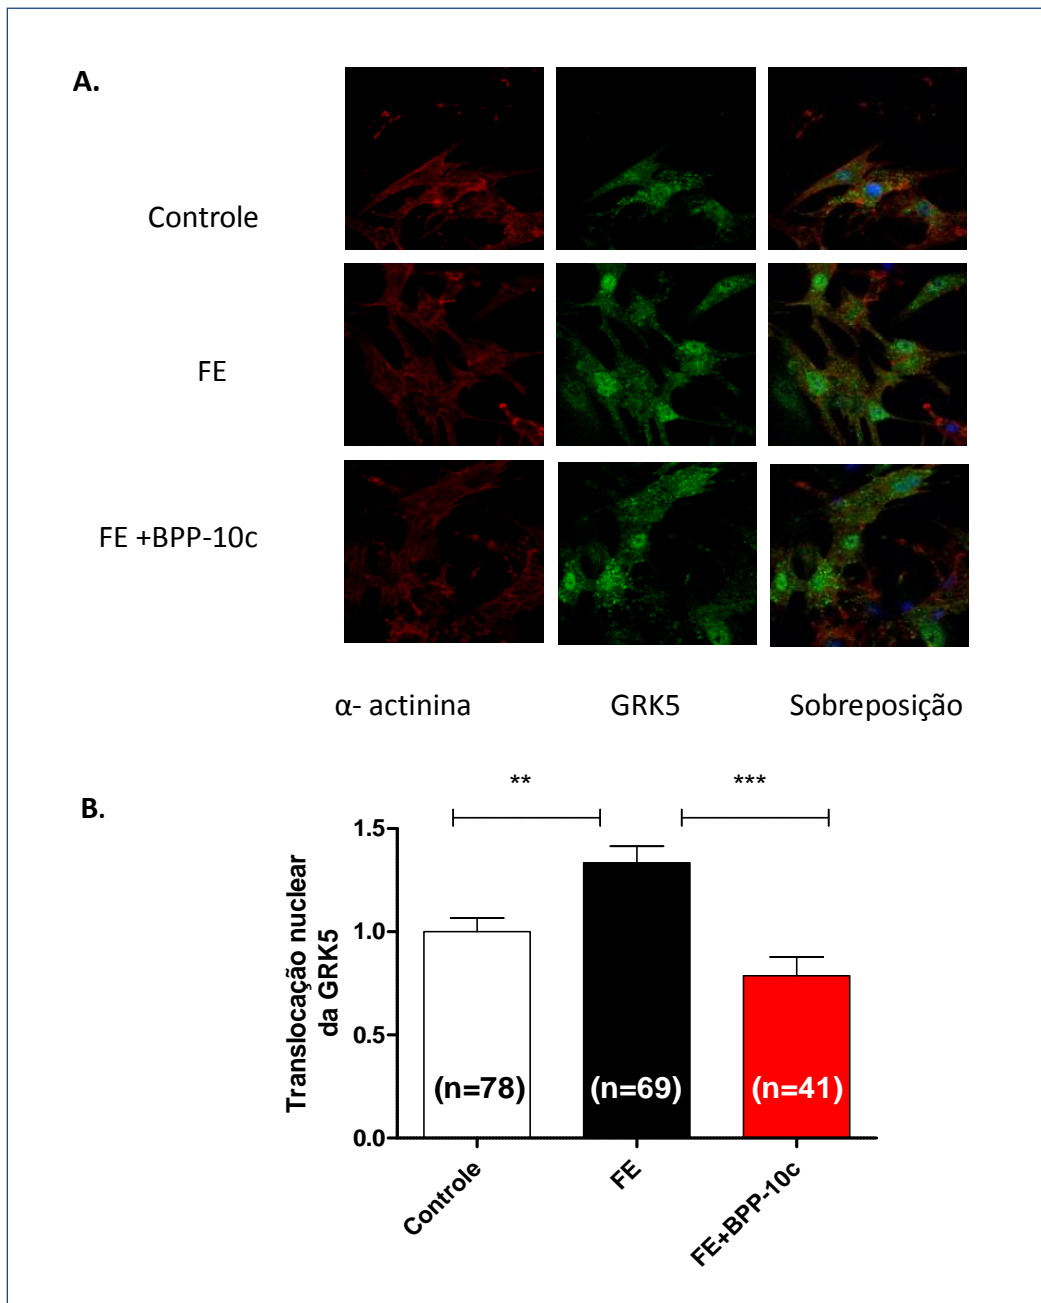 A.
Controle
FE
FE +BPP-10c
α- actinina
GRK5
Sobreposição
B.
**
***
Translocação nuclear
da GRK5
1.5
1.0
0.5
0.0
(n=78)
(n=69)
(n=41)
Controle
FE
FE+BPP-10c